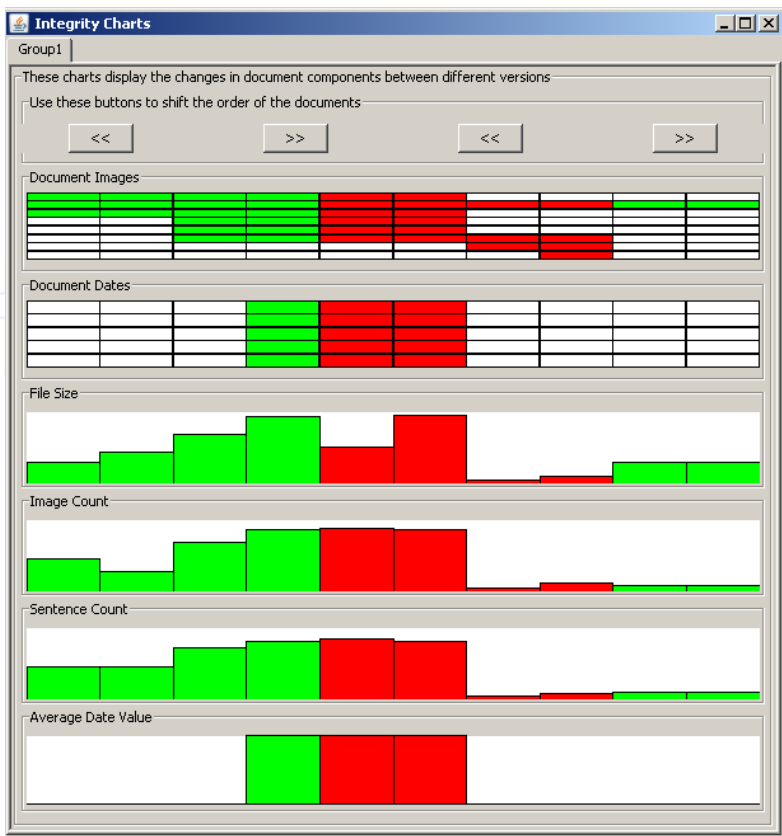 Integrity Charts
Group1
These charts display the changes in document components between different versions
Use these buttons to shift the order of the documents
<< >> << >>
Document Images
Document Dates
File Size
Image Count
Sentence Count
Average Date Value